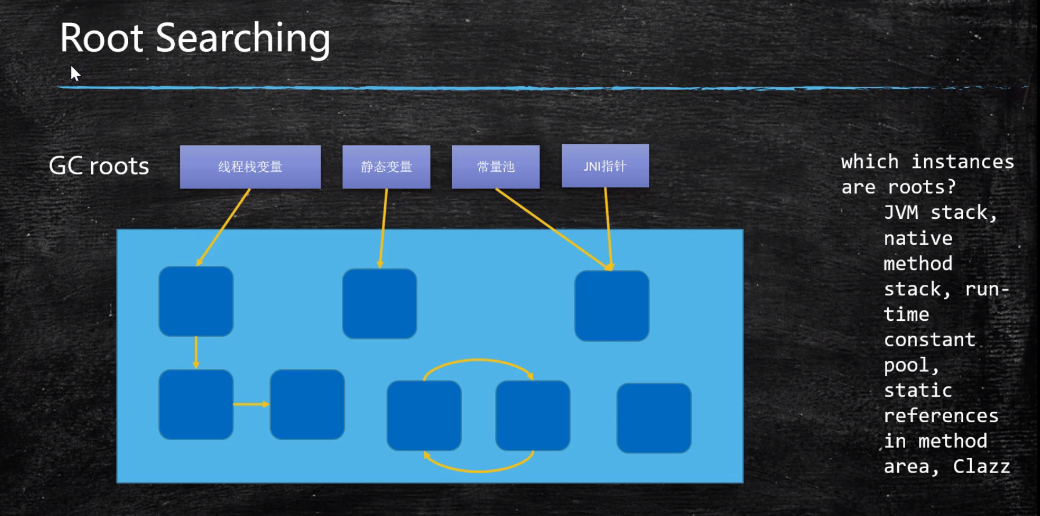 Root Searching
GC roots
线程栈变量
静态变量
常量池
JNI指针
which instances
are roots?
JVM stack,
native
method
stack, run-
time
constant
pool,
static
references
in method
area, Clazz